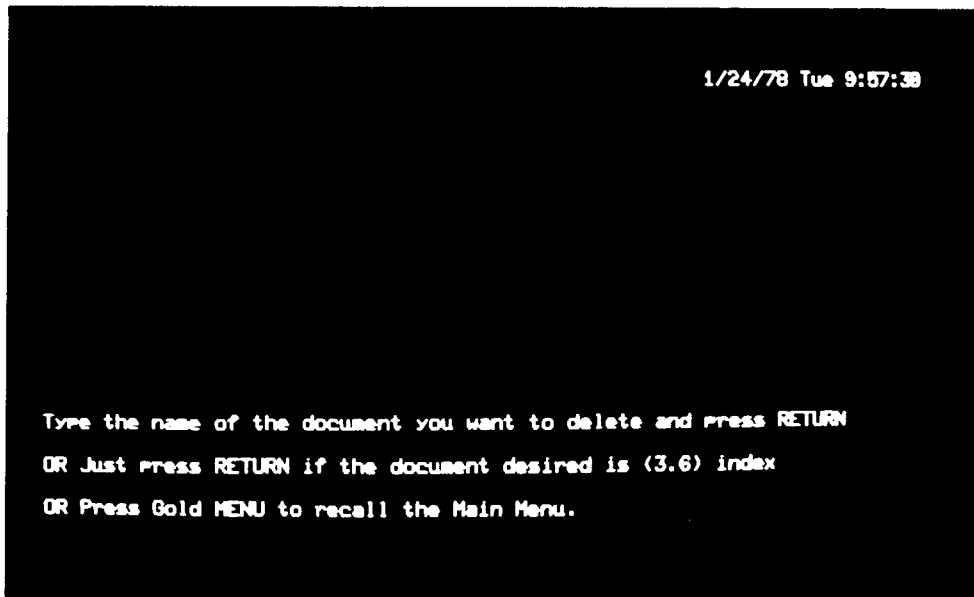 1/24/78 Tue 9:57:30
Type the name of the document you want to delete and press RETURN
OR Just press RETURN if the document desired is (3.6) index
OR Press Gold MENU to recall the Main Menu.